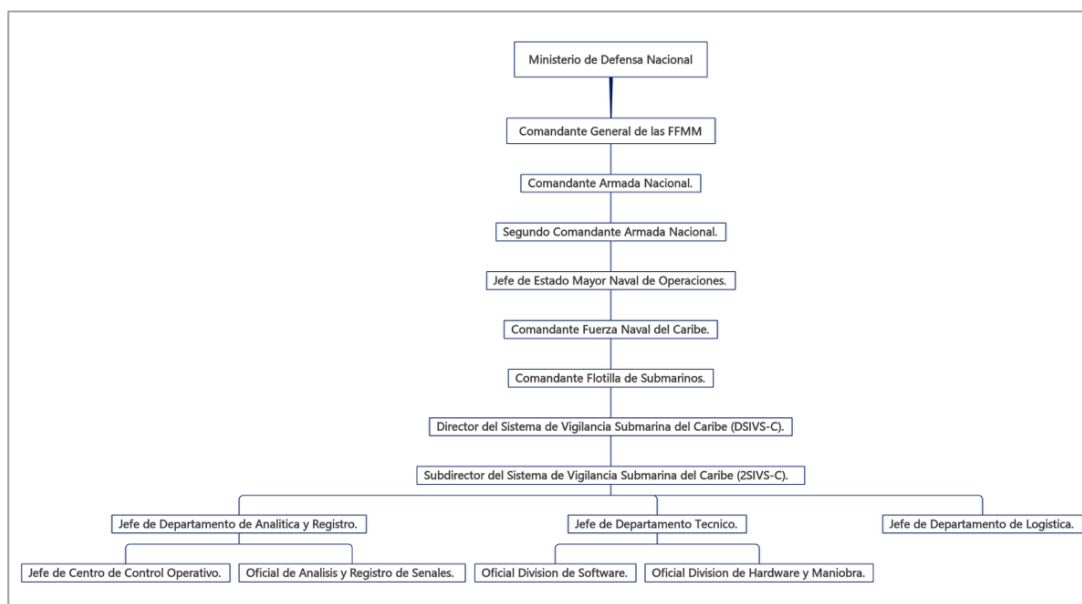 Ministerio de Defensa Nacional
Comandante General de las FFMM
Comandante Armada Nacional.
Segundo Comandante Armada Nacional.
Jefe de Estado Mayor Naval de Operaciones.
Comandante Fuerza Naval del Caribe.
Comandante Flotilla de Submarinos.
Director del Sistema de Vigilancia Submarina del Caribe (DSIVS-C).
Subdirector del Sistema de Vigilancia Submarina del Caribe (2SIVS-C).
Jefe de Departamento de Analitica y Registro.
Jefe de Departamento Tecnico.
Jefe de Departamento de Logistica.
Jefe de Centro de Control Operativo.
Oficial de Analisis y Registro de Senales.
Oficial Division de Software.
Oficial Division de Hardware y Maniobra.